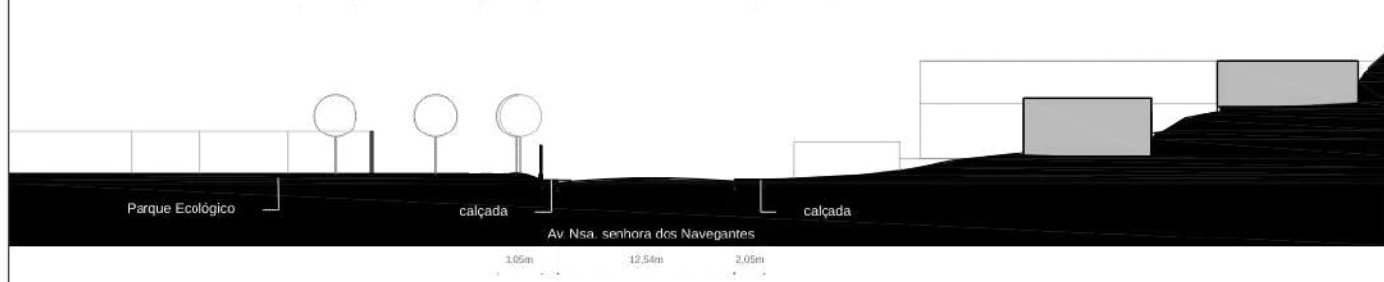 Parque Ecológico
calçada
calçada
Av. Nsa. senhora dos Navegantes
3,05m
12,54m
2,05m